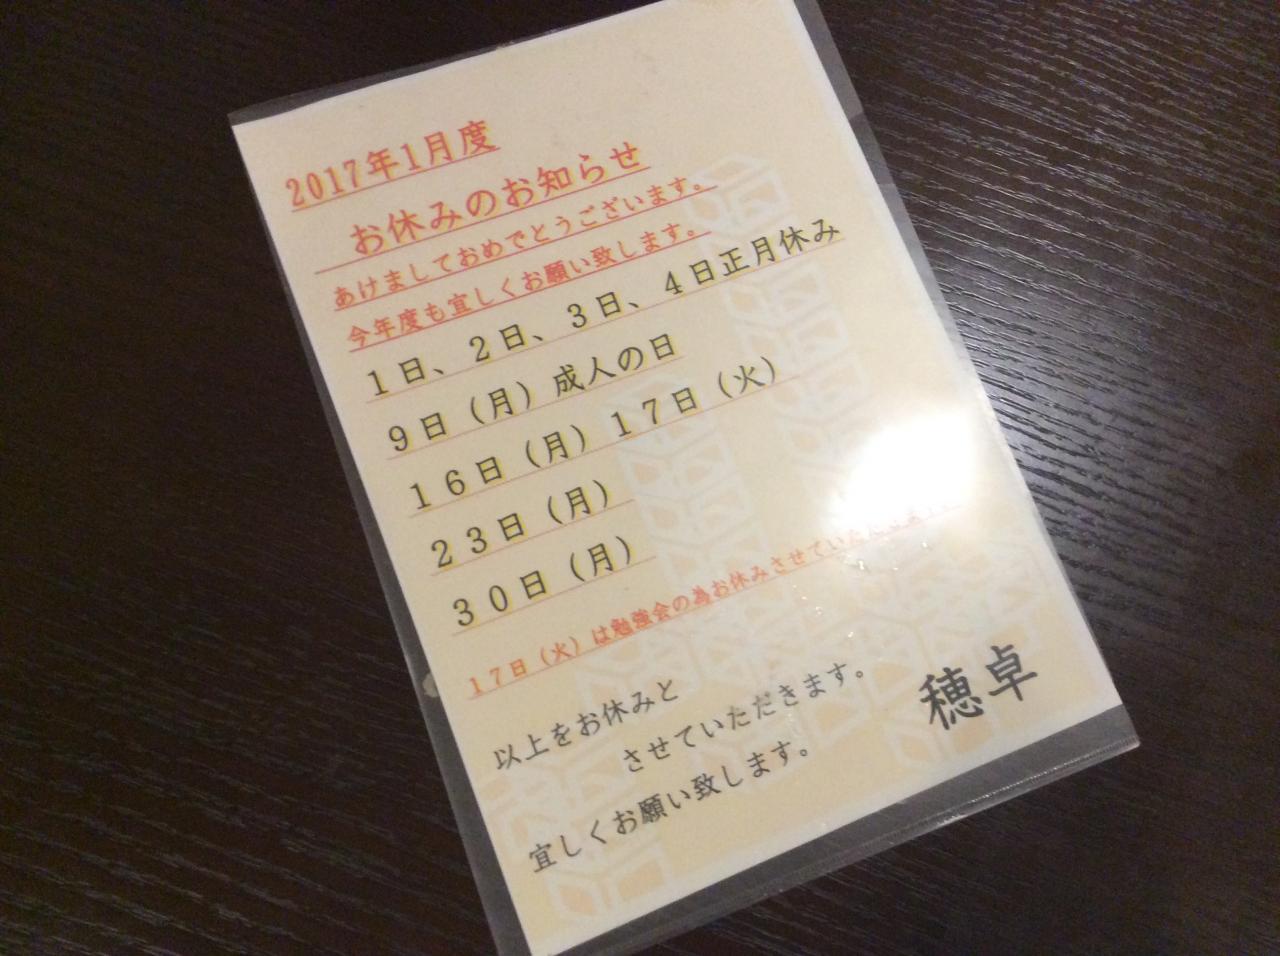 2017年1月度
お休みのお知らせ
あけましておめでとうございます。
今年度も宜しくお願い致します。
1日、2日、3日、4日正月休み
9日（月）成人の日
16日（月）17日（火）
23日（月）
30日（月）
17日（火）は勉強会の為お休みさせていただきます。
以上をお休みと
させていただきます。
宜しくお願い致します。
穂卓